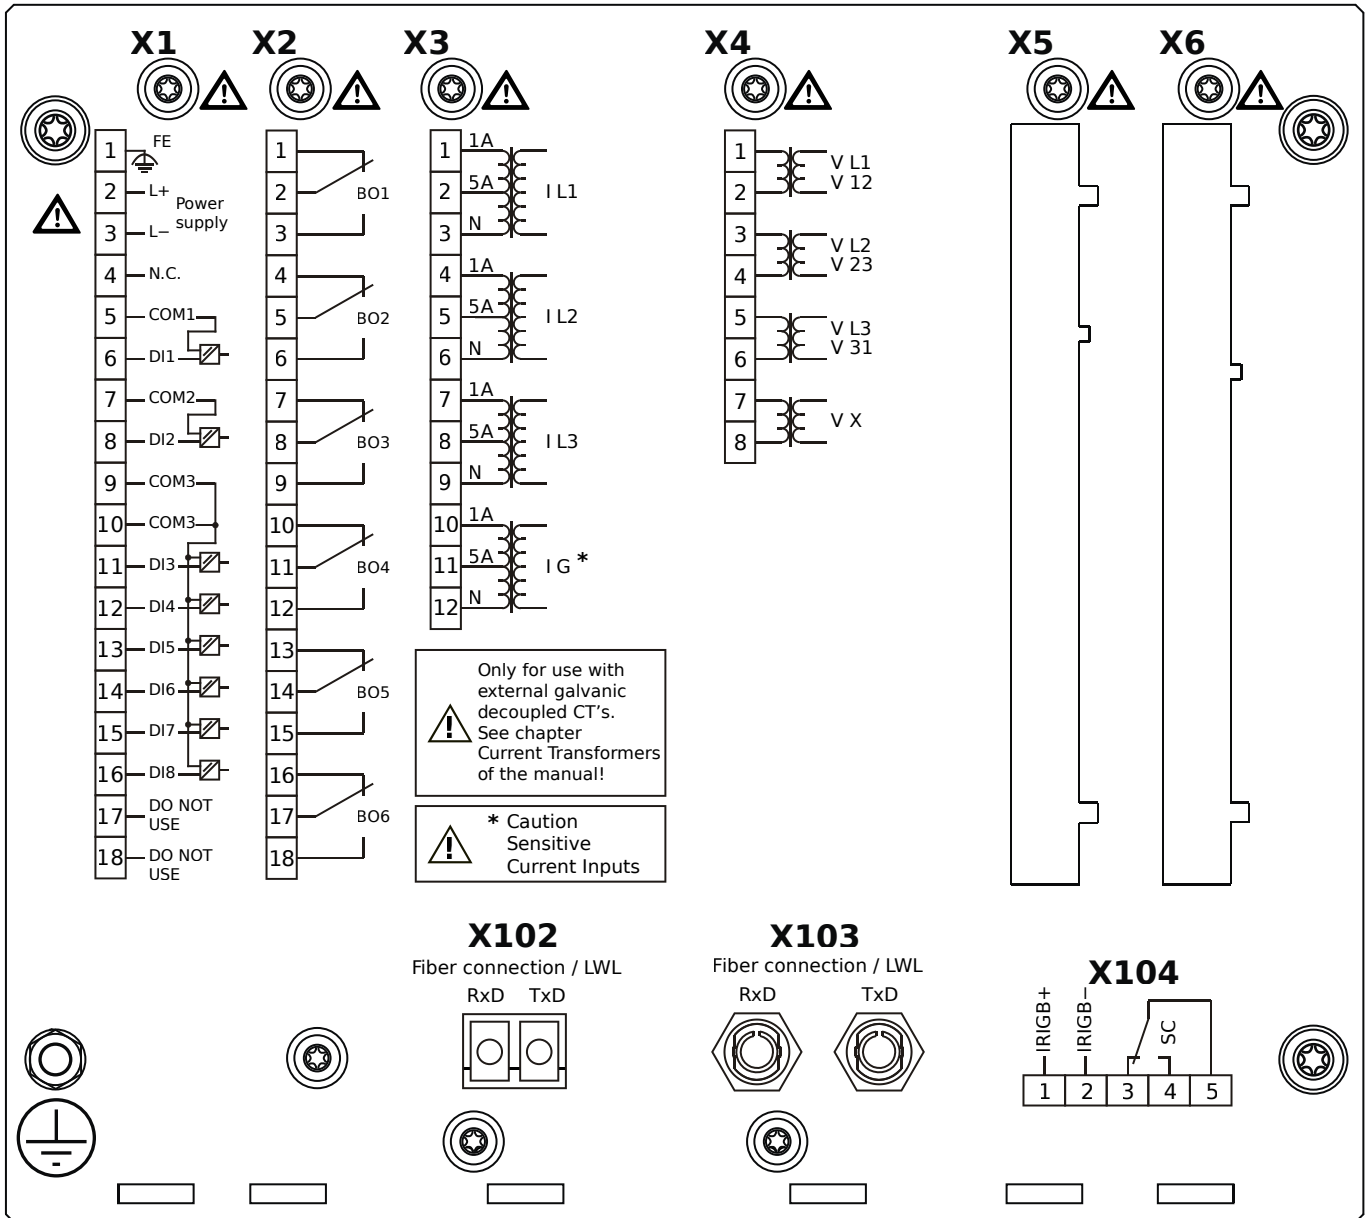 X1 X2 X3 X4 X5 X6
1 FE
2 L+
Power
supply
3 L−
4 N.C.
5 COM1
6 DI1
7 COM2
8 DI2
9 COM3
10 COM3
11 DI3
12 DI4
13 DI5
14 DI6
15 DI7
16 DI8
17 DO NOT
USE
18 DO NOT
USE
1
2 BO1
3
4
5 BO2
6
7
8 BO3
9
10
11 BO4
12
13
14 BO5
15
16
17 BO6
18
1 1A
2 5A I L1
3 N
4 1A
5 5A I L2
6 N
7 1A
8 5A I L3
9 N
10 1A
11 5A I G *
12 N
Only for use with
external galvanic
decoupled CT's.
See chapter
Current Transformers
of the manual!
* Caution
Sensitive
Current Inputs
1 V L1
2 V 12
3 V L2
4 V 23
5 V L3
6 V 31
7 V X
8
X102
Fiber connection / LWL
RxD TxD
X103
Fiber connection / LWL
RxD TxD
X104
IRIGB+ IRIGB− SC
1 2 3 4 5